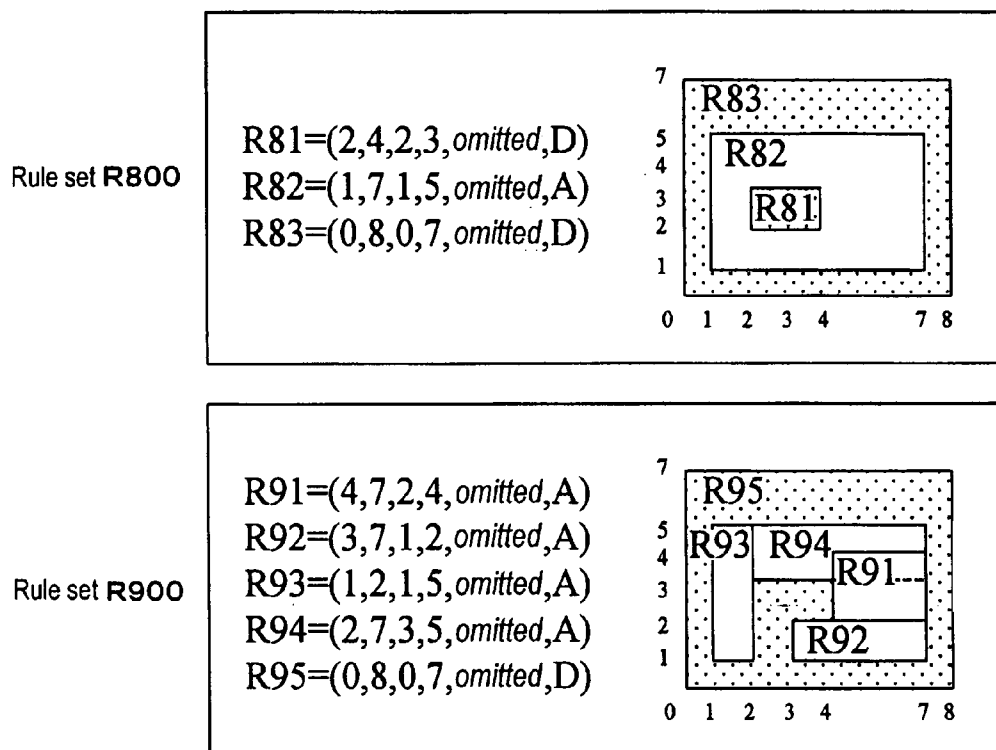 Rule set R800
R81=(2,4,2,3,omitted,D)
R82=(1,7,1,5,omitted,A)
R83=(0,8,0,7,omitted,D)
7
R83
5
R82
4
3
R81
2
1
0 1 2 3 4 7 8
Rule set R900
R91=(4,7,2,4,omitted,A)
R92=(3,7,1,2,omitted,A)
R93=(1,2,1,5,omitted,A)
R94=(2,7,3,5,omitted,A)
R95=(0,8,0,7,omitted,D)
7
R95
5
R93 R94
4
R91
3
2
R92
1
0 1 2 3 4 7 8